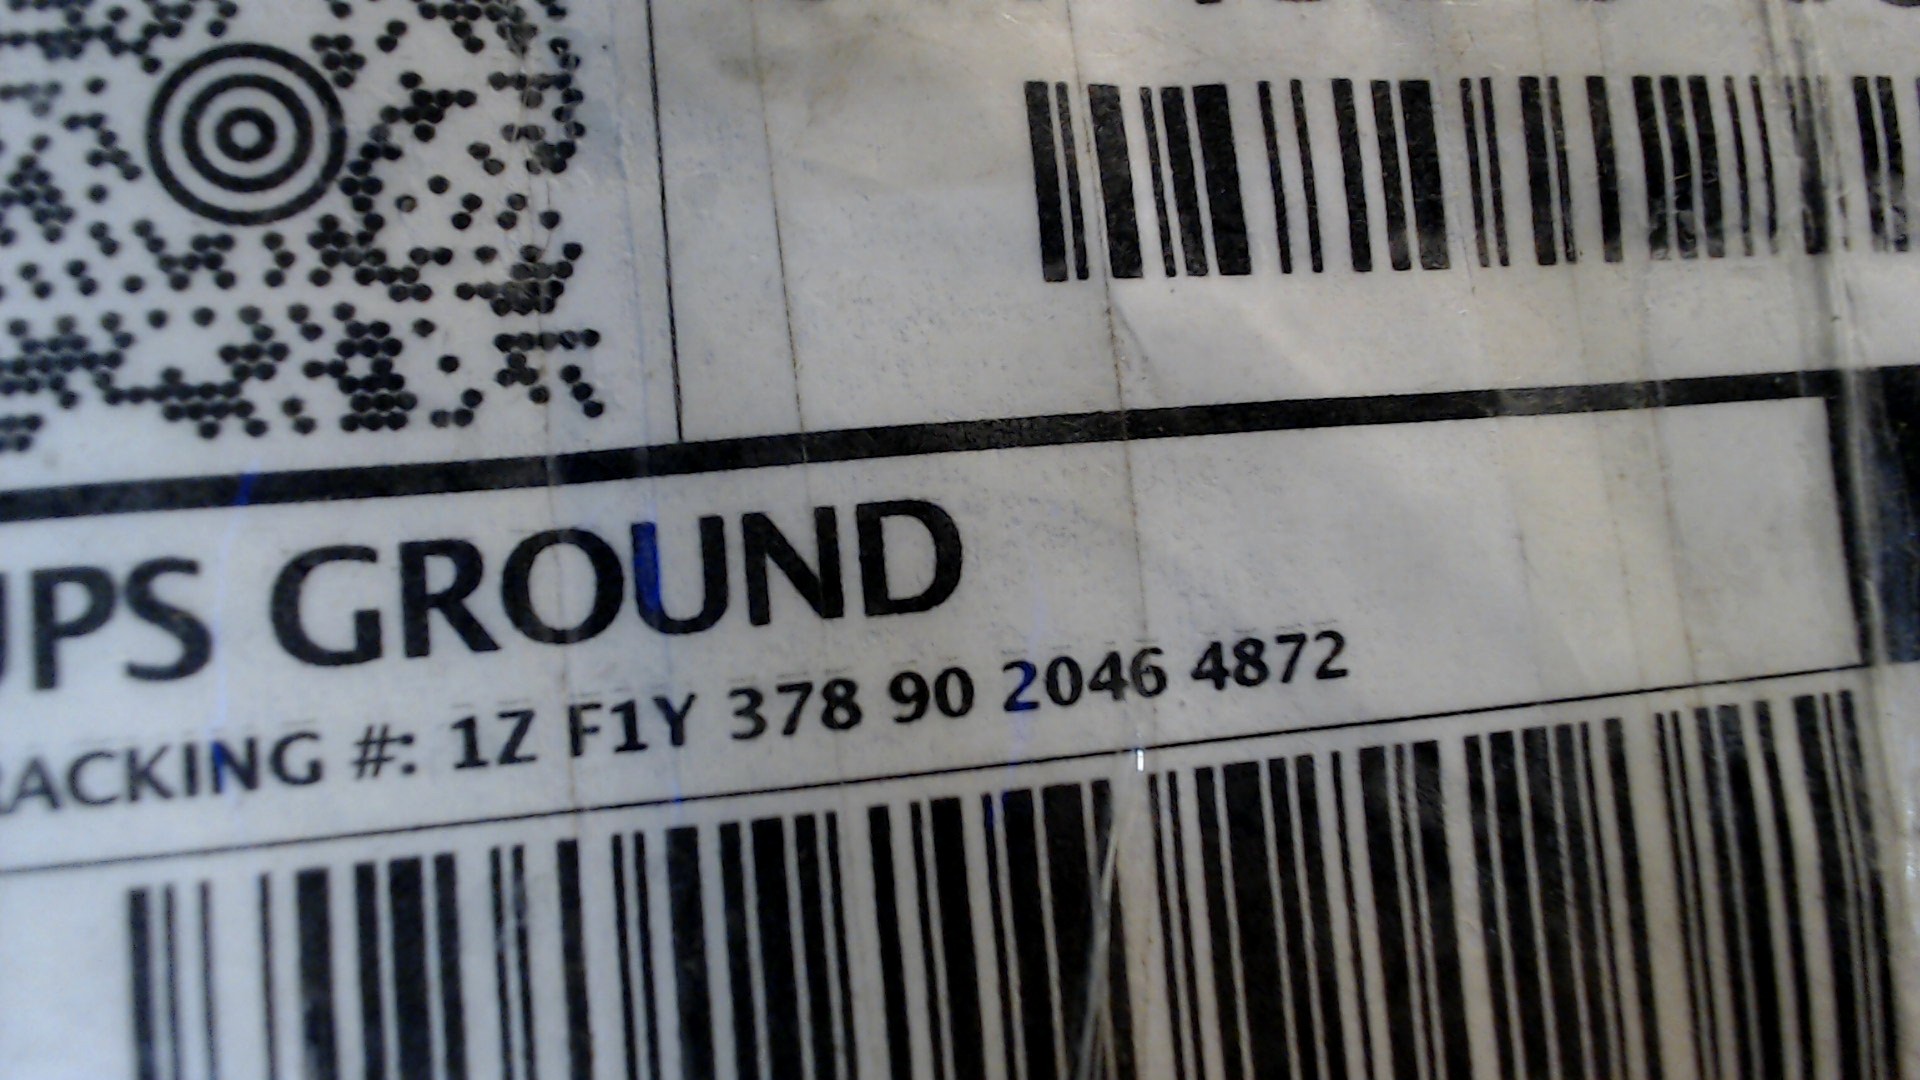 UPS GROUND
TRACKING #: 1Z F1Y 378 90 2046 4872